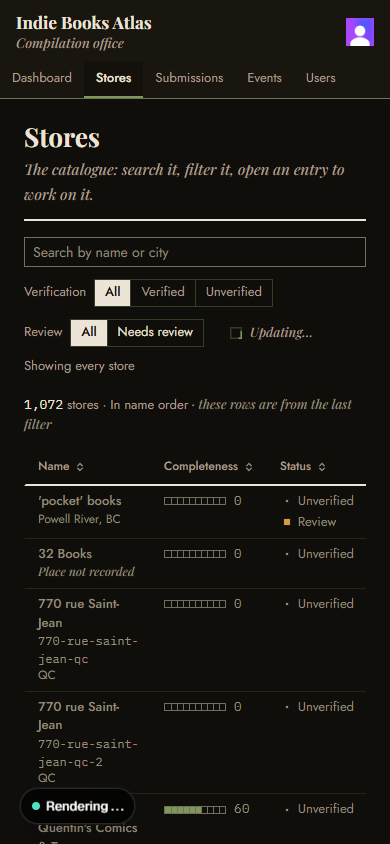 Indie Books Atlas
Compilation office
Dashboard Stores Submissions Events Users
Stores
The catalogue: search it, filter it, open an entry to
work on it.
Search by name or city
Verification All Verified Unverified
Review All Needs review Updating...
Showing every store
1,072 stores · In name order · these rows are from the last
filter
Name Completeness Status
'pocket' books 0 Unverified
Powell River, BC Review
32 Books 0 Unverified
Place not recorded
770 rue Saint-
Jean 0 Unverified
770-rue-saint-
jean-qc
QC
770 rue Saint-
Jean 0 Unverified
770-rue-saint-
jean-qc-2
QC
60 Unverified
Rendering ...
Quentin's Comics